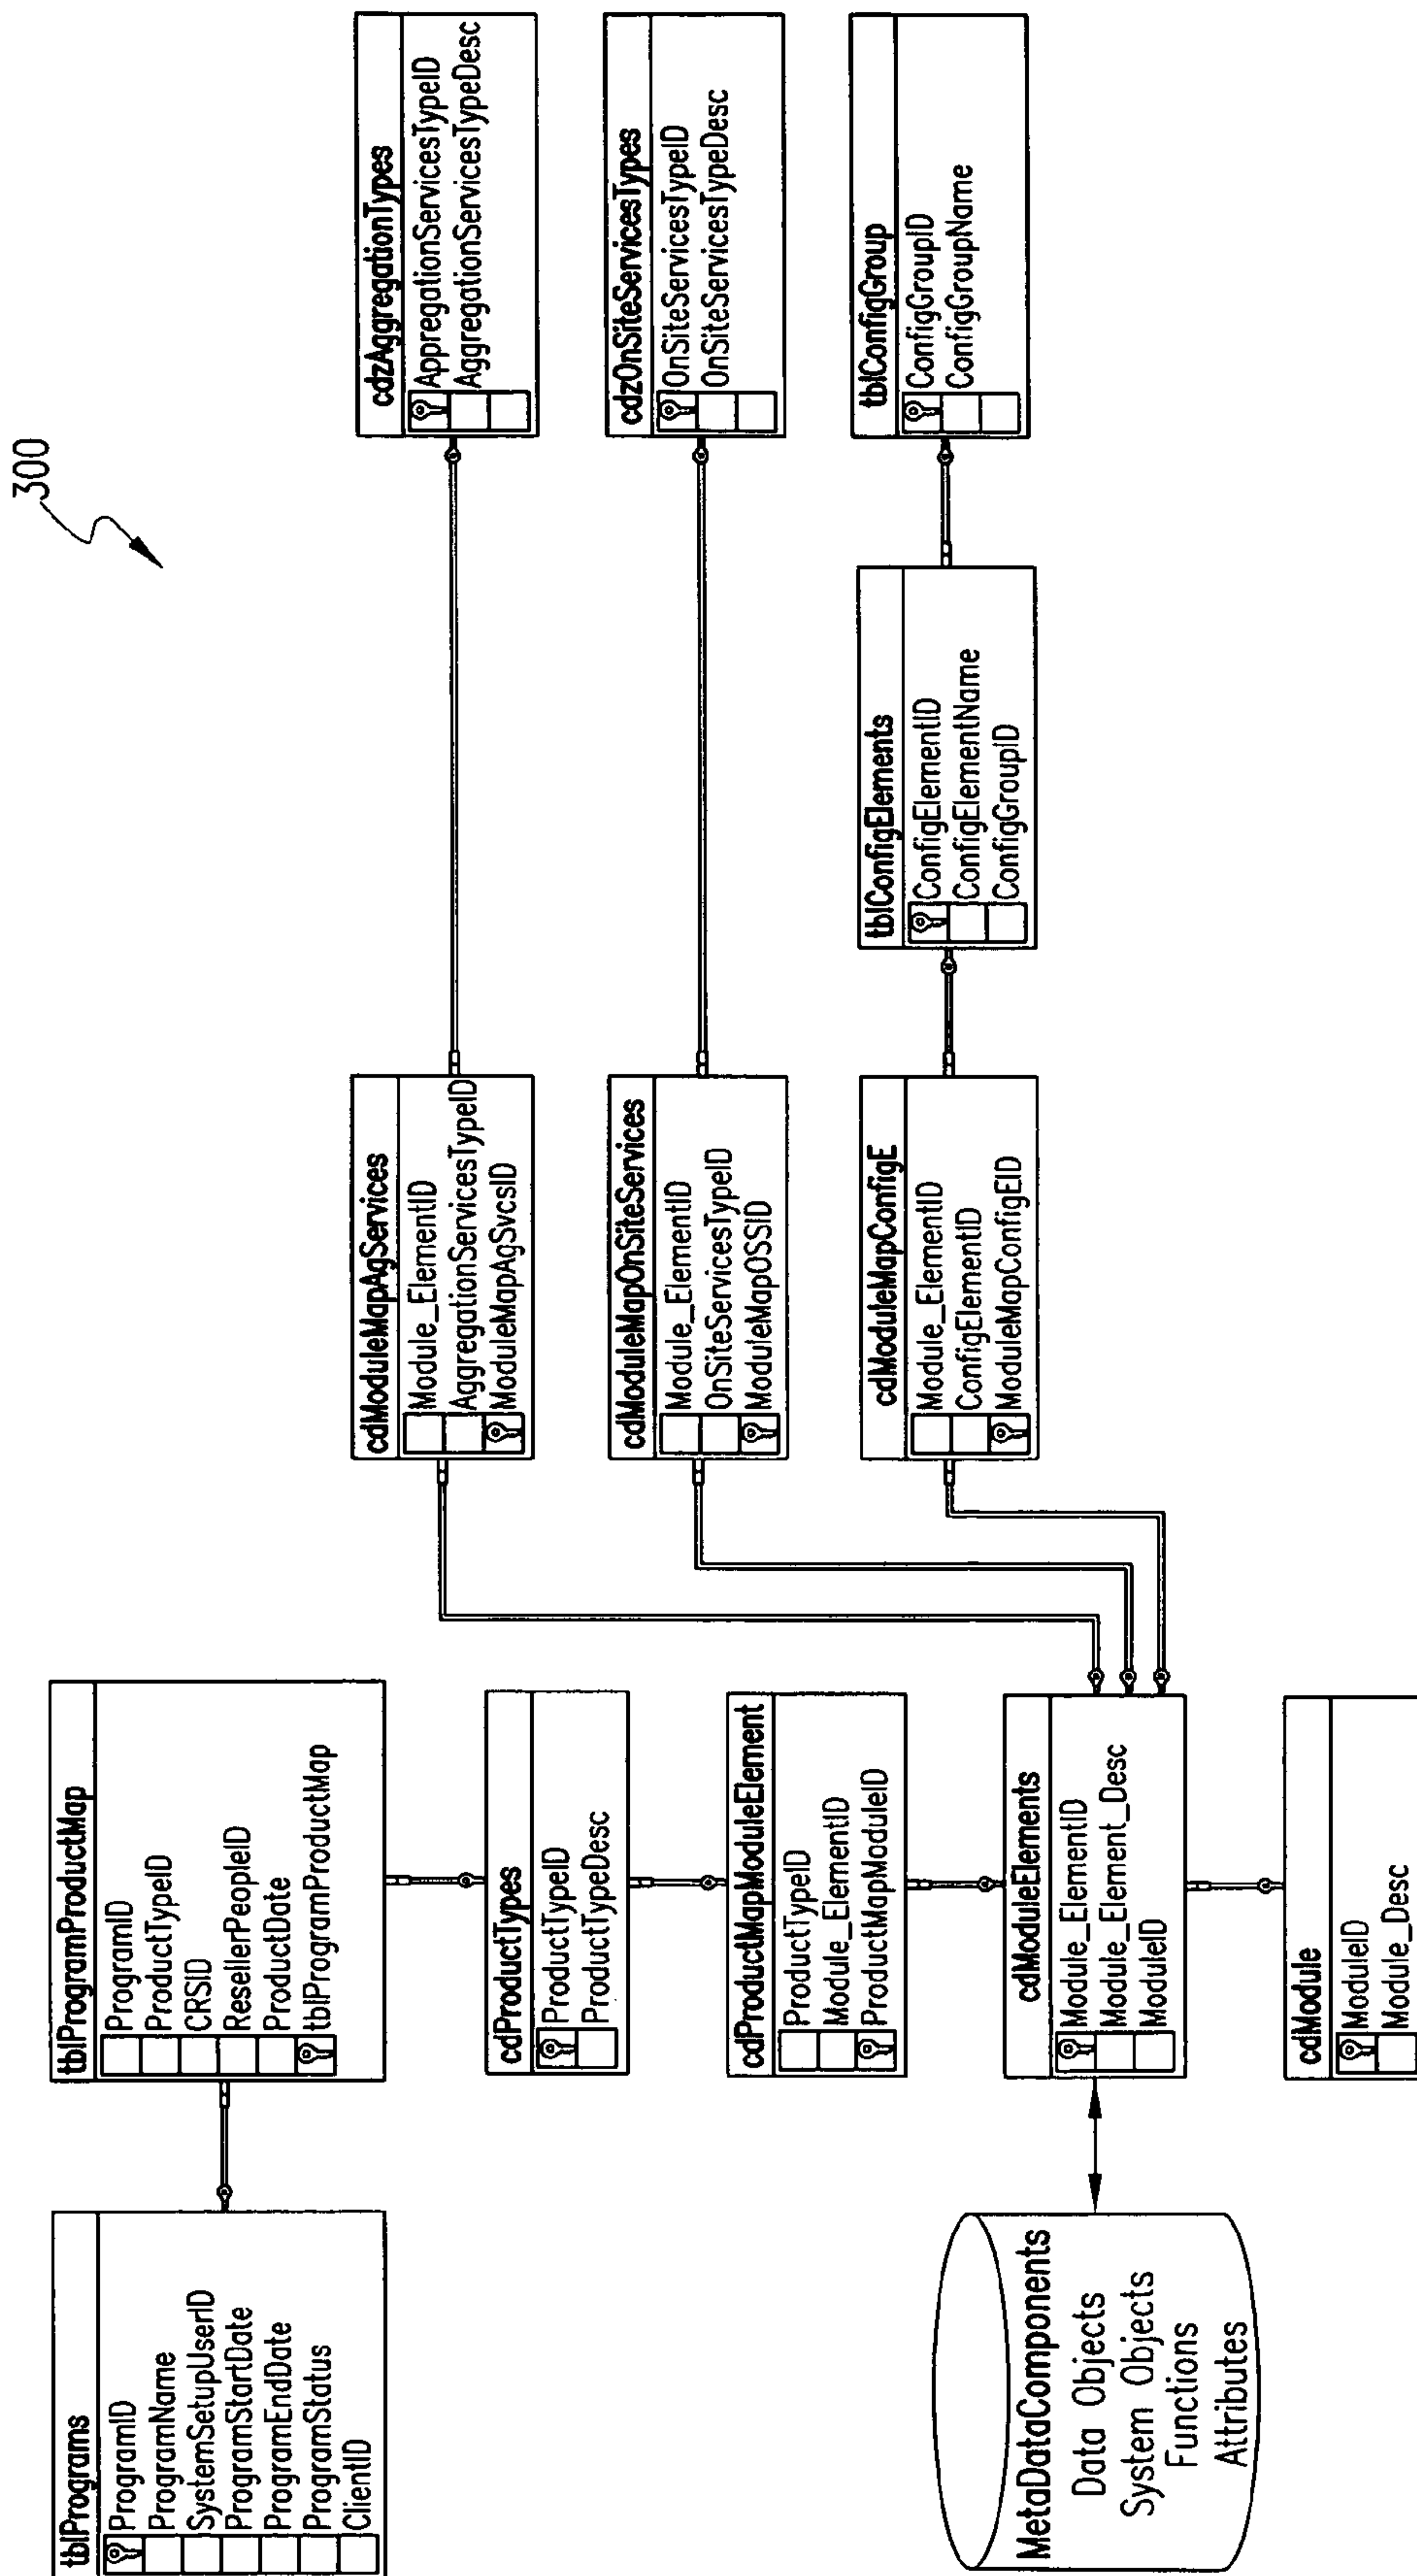 300
tblPrograms
ProgramID
ProgramName
SystemSetupUserID
ProgramStartDate
ProgramEndDate
ProgramStatus
ClientID
tblProgramProductMap
ProgramID
ProductTypeID
CRSID
ResellerPeopleID
ProductDate
tblProgramProductMap
cdProductTypes
ProductTypeID
ProductTypeDesc
cdProductMapModuleElement
ProductTypeID
Module_ElementID
ProductMapModuleID
cdModuleElements
Module_ElementID
Module_Element_Desc
ModuleID
cdModule
ModuleID
Module_Desc
MetaDataComponents
Data Objects
System Objects
Functions
Attributes
cdModuleMapAgServices
Module_ElementID
AggregationServicesTypeID
ModuleMapAgSvcsID
cdModuleMapOnSiteServices
Module_ElementID
OnSiteServicesTypeID
ModuleMapOSSID
cdModuleMapConfigE
Module_ElementID
ConfigElementID
ModuleMapConfigEID
tblConfigElements
ConfigElementID
ConfigElementName
ConfigGroupID
cdzAggregationTypes
AppregationServicesTypeID
AggregationServicesTypeDesc
cdzOnSiteServicesTypes
OnSiteServicesTypeID
OnSiteServicesTypeDesc
tblConfigGroup
ConfigGroupID
ConfigGroupName